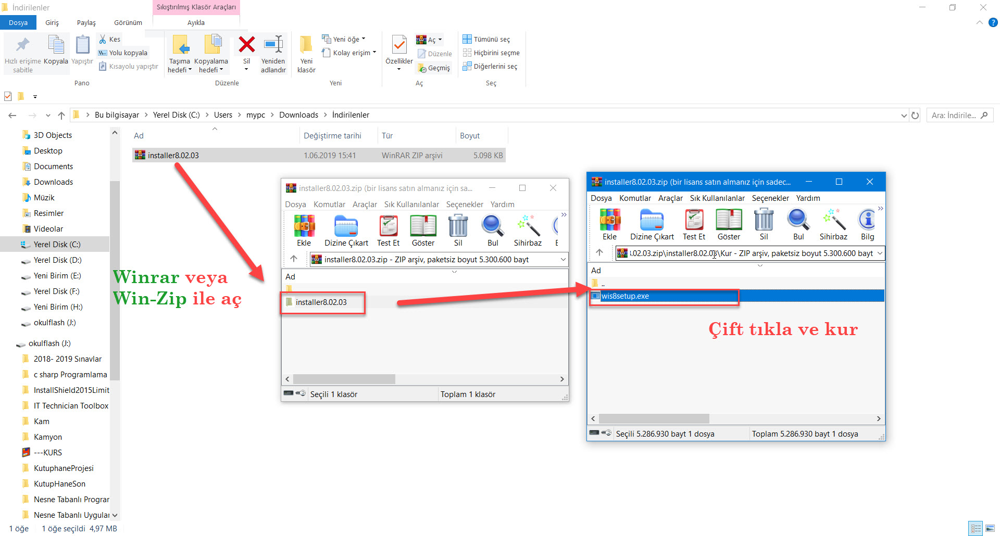 İndirilenler
Sıkıştırılmış Klasör Araçları
Dosya
Giriş
Paylaş
Görünüm
Ayıkla
Hızlı erişime
sabitle
Kopyala
Yapıştır
Kes
Yolu kopyala
Kısayolu yapıştır
Pano
Taşıma
hedefi
Kopyalama
hedefi
Sil
Yeniden
adlandır
Düzenle
Yeni
klasör
Yeni öğe
Kolay erişim
Yeni
Özellikler
Aç
Düzenle
Geçmiş
Aç
Tümünü seç
Hiçbirini seçme
Diğerlerini seç
Seç
Bu bilgisayar
Yerel Disk (C:)
Users
mypc
Downloads
İndirilenler
Ara: İndirile...
3D Objects
Desktop
Documents
Downloads
Müzik
Resimler
Videolar
Yerel Disk (C:)
Yerel Disk (D:)
Yeni Birim (E:)
Yerel Disk (F:)
Yeni Birim (H:)
okulflash (J:)
okulflash (J:)
2018- 2019 Sınavlar
c sharp Programlama
InstallShield2015Limit
IT Technician Toolbox
Kam
Kamyon
---KURS
KutuphaneProjesi
KutupHaneSon
Nesne Tabanlı Progran
Nesne Tabanlı Uygular
Ad
Değiştirme tarihi
Tür
Boyut
installer8.02.03
1.06.2019 15:41
WinRAR ZIP arşivi
5.098 KB
Winrar veya
Win-Zip ile aç
installer8.02.03.zip (bir lisans satın almanız için sa...
Dosya
Komutlar
Araçlar
Sık Kullanılanlar
Seçenekler
Yardım
Ekle
Dizine Çıkart
Test Et
Göster
Sil
Bul
Sihirbaz
installer8.02.03.zip - ZIP arşiv, paketsiz boyut 5.300.600 bayt
Ad
installer8.02.03
Seçili 1 klasör
Toplam 1 klasör
installer8.02.03.zip (bir lisans satın almanız için sadec...
Dosya
Komutlar
Araçlar
Sık Kullanılanlar
Seçenekler
Yardım
Ekle
Dizine Çıkart
Test Et
Göster
Sil
Bul
Sihirbaz
Bilg
.02.03.zip\installer8.02.03\Kur - ZIP arşiv, paketsiz boyut 5.300.600 bayt
Ad
..
wis8setup.exe
Çift tıkla ve kur
Seçili 5.286.930 bayt 1 dosya
Toplam 5.286.930 bayt 1 dosya
1 öğe
1 öğe seçildi 4,97 MB